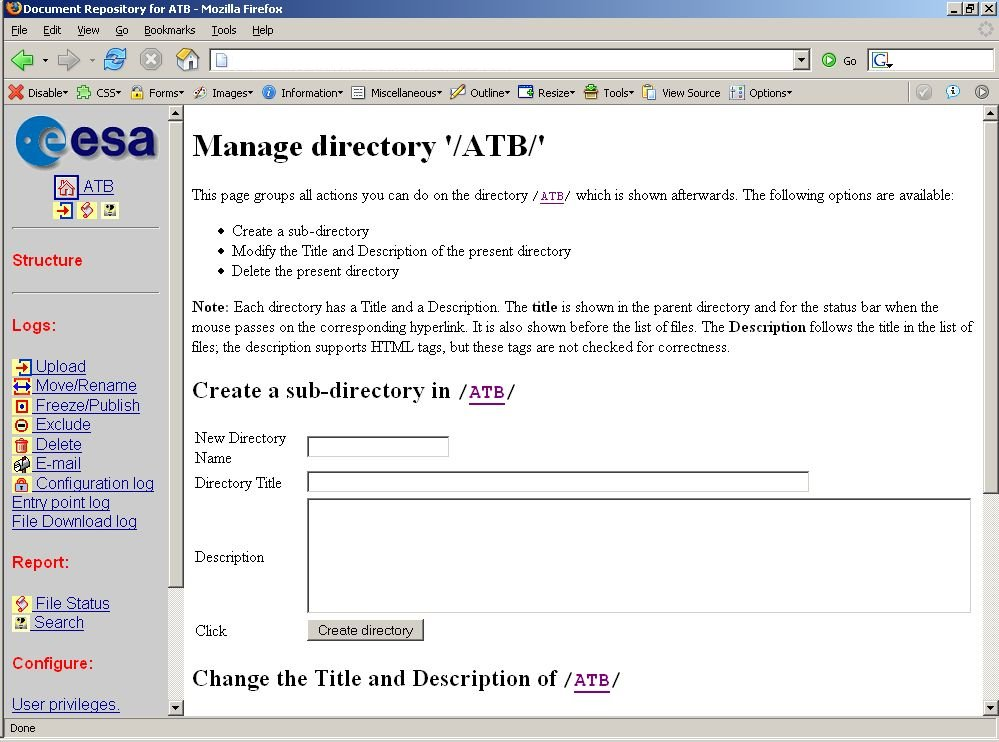 Document Repository for ATB - Mozilla Firefox
File Edit View Go Bookmarks Tools Help
Go
G
Disable CSS Forms Images Information Miscellaneous Outline Resize Tools View Source Options
esa
ATB
Structure
Logs:
Upload
Move/Rename
Freeze/Publish
Exclude
Delete
E-mail
Configuration log
Entry point log
File Download log
Report:
File Status
Search
Configure:
User privileges.
Manage directory '/ATB/'
This page groups all actions you can do on the directory /ATB/ which is shown afterwards. The following options are available:
• Create a sub-directory
• Modify the Title and Description of the present directory
• Delete the present directory
Note: Each directory has a Title and a Description. The title is shown in the parent directory and for the status bar when the
mouse passes on the corresponding hyperlink. It is also shown before the list of files. The Description follows the title in the list of
files; the description supports HTML tags, but these tags are not checked for correctness.
Create a sub-directory in /ATB/
New Directory
Name
Directory Title
Description
Click Create directory
Change the Title and Description of /ATB/
Done